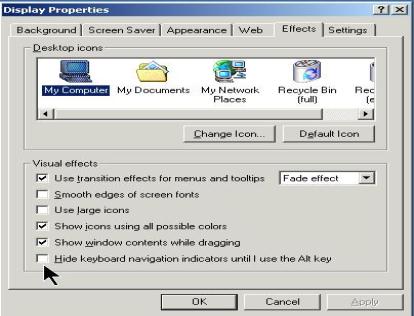 Display Properties
Background Screen Saver Appearance Web Effects Settings
Desktop icons
My Computer My Documents My Network Places Recycle Bin (full) Rec (e
Change Icon... Default Icon
Visual effects
Use transition effects for menus and tooltips Fade effect
Smooth edges of screen fonts
Use large icons
Show icons using all possible colors
Show window contents while dragging
Hide keyboard navigation indicators until I use the Alt key
OK Cancel Apply